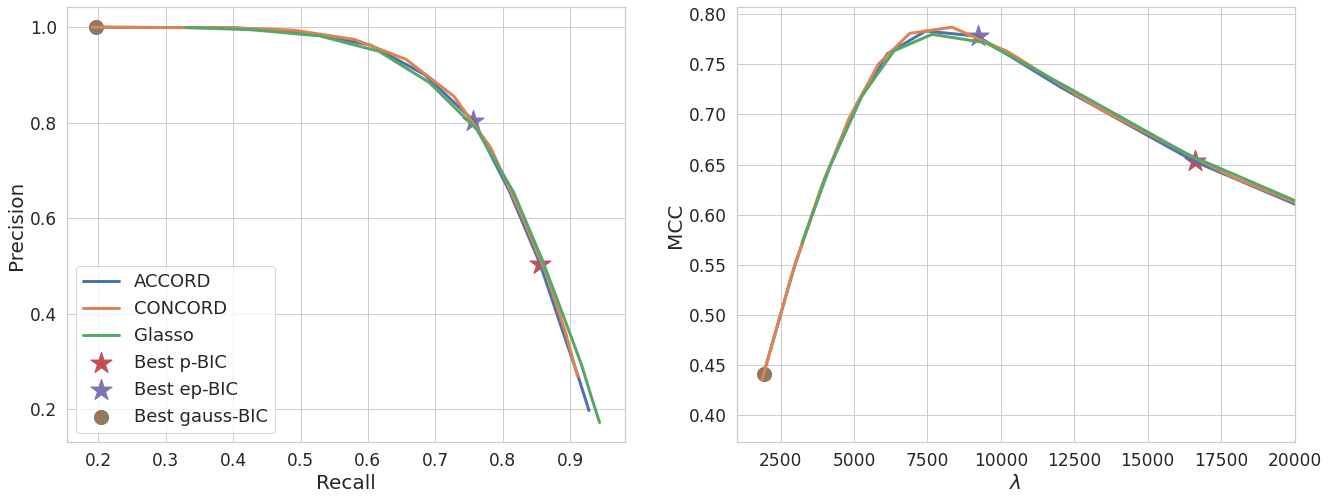 1.0
0.8
0.6
0.4
0.2
Precision
ACCORD
CONCORD
Glasso
Best p-BIC
Best ep-BIC
Best gauss-BIC
0.2 0.3 0.4 0.5 0.6 0.7 0.8 0.9
Recall
0.80
0.75
0.70
0.65
0.60
0.55
0.50
0.45
0.40
MCC
2500 5000 7500 10000 12500 15000 17500 20000
λ